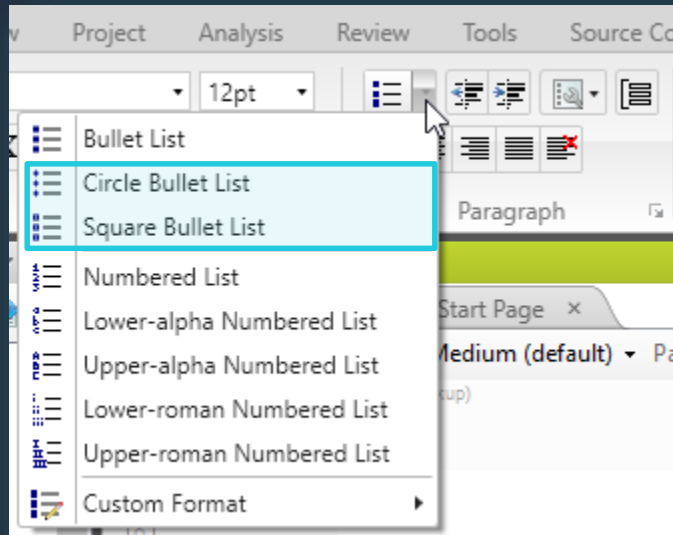 Project Analysis Review Tools Source Co
12pt
Bullet List
Circle Bullet List
Square Bullet List
Paragraph
Numbered List
Start Page ×
Lower-alpha Numbered List
Medium (default) Pa
Upper-alpha Numbered List
kup)
Lower-roman Numbered List
Upper-roman Numbered List
Custom Format